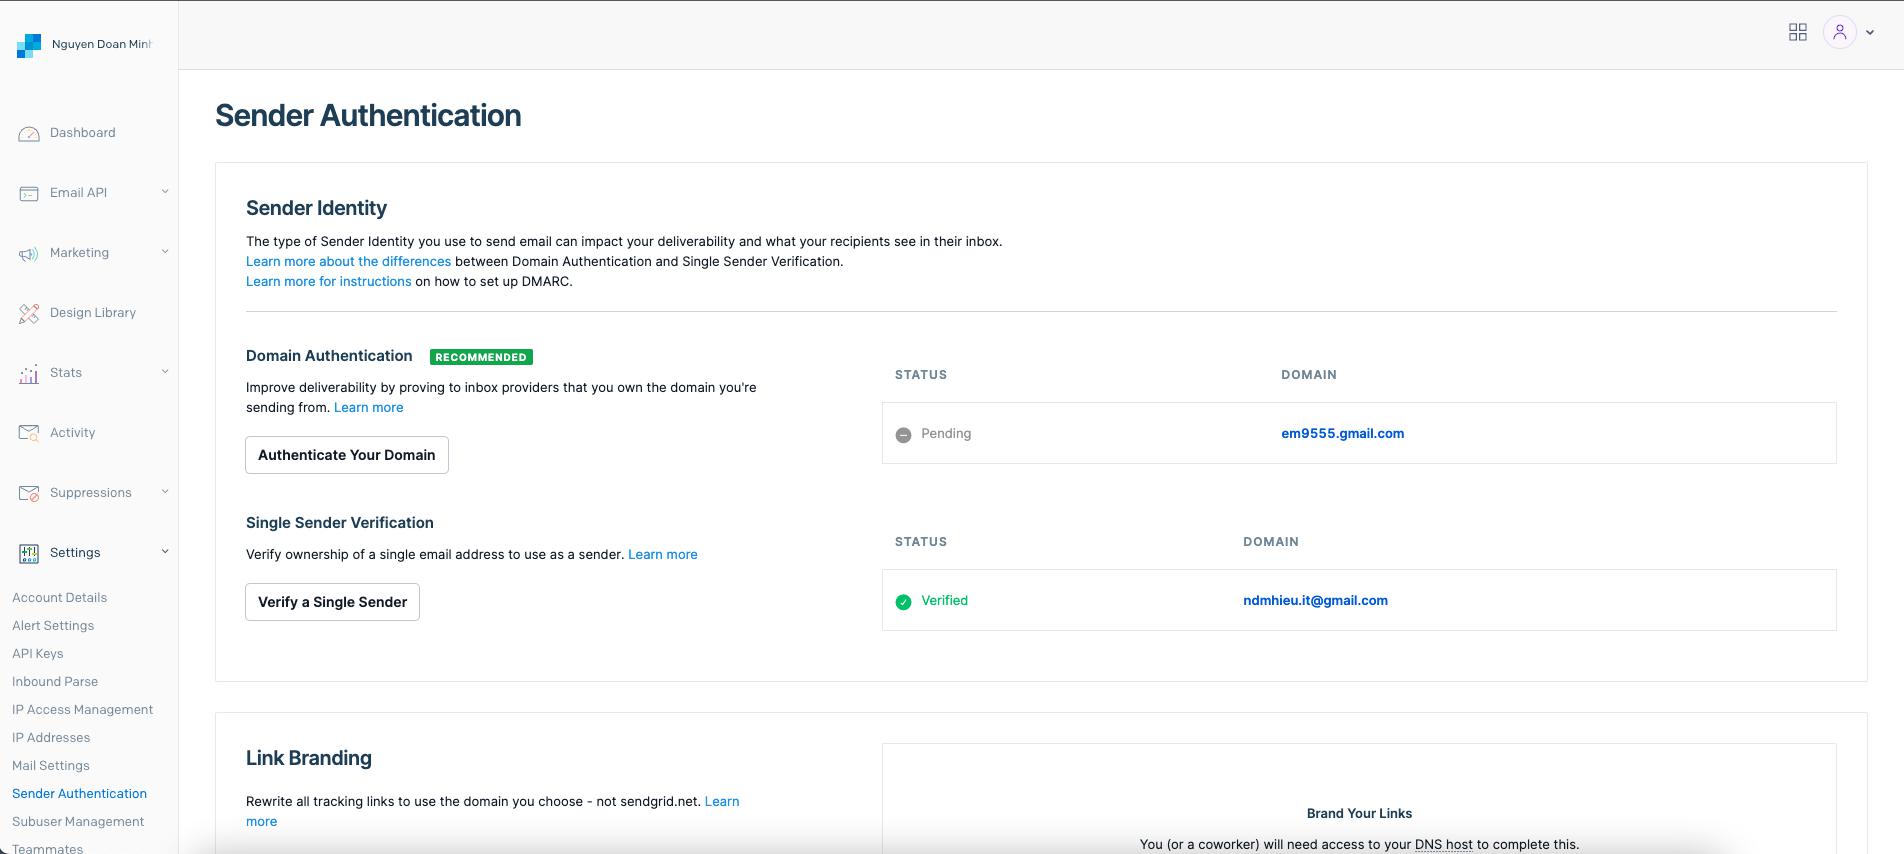 Nguyen Doan Minh
Dashboard
Email API
Marketing
Design Library
Stats
Activity
Suppressions
Settings
Account Details
Alert Settings
API Keys
Inbound Parse
IP Access Management
IP Addresses
Mail Settings
Sender Authentication
Subuser Management
Teammates
Sender Authentication
Sender Identity
The type of Sender Identity you use to send email can impact your deliverability and what your recipients see in their inbox.
Learn more about the differences between Domain Authentication and Single Sender Verification.
Learn more for instructions on how to set up DMARC.
Domain Authentication RECOMMENDED
Improve deliverability by proving to inbox providers that you own the domain you're
sending from. Learn more
Authenticate Your Domain
STATUS DOMAIN
Pending em9555.gmail.com
Single Sender Verification
Verify ownership of a single email address to use as a sender. Learn more
Verify a Single Sender
STATUS DOMAIN
Verified ndmhieu.it@gmail.com
Link Branding
Rewrite all tracking links to use the domain you choose - not sendgrid.net. Learn
more
Brand Your Links
You (or a coworker) will need access to your DNS host to complete this.